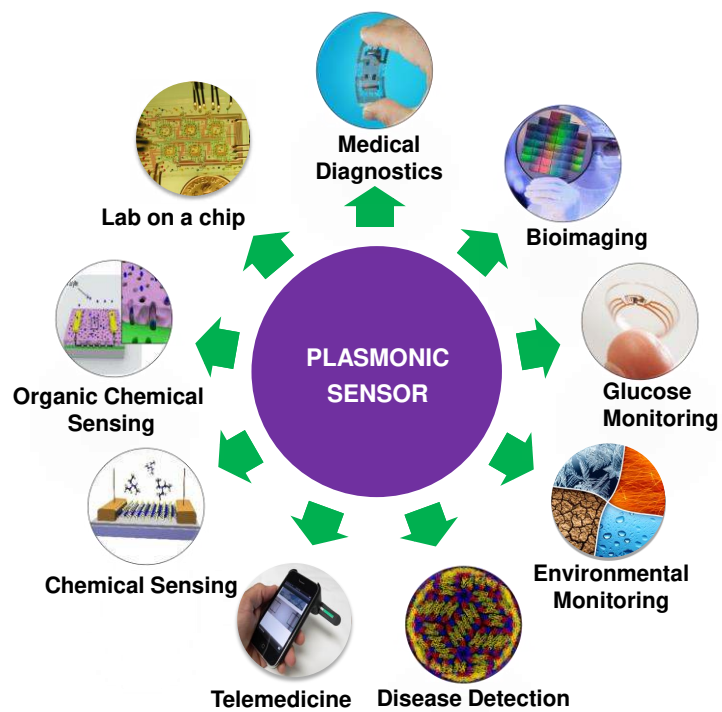 Medical
Diagnostics
Bioimaging
Lab on a chip
PLASMONIC
SENSOR
Glucose
Monitoring
Organic Chemical
Sensing
Environmental
Monitoring
Chemical Sensing
Telemedicine
Disease Detection